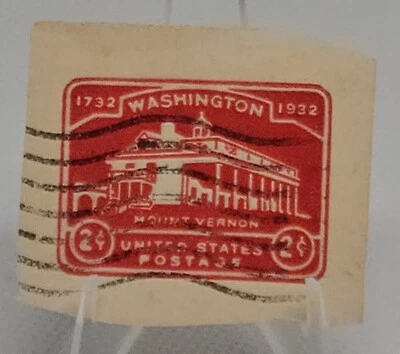 1732 WASHINGTON 1932
MOUNT VERNON
2¢ UNITED STATES 2¢
POSTAGE